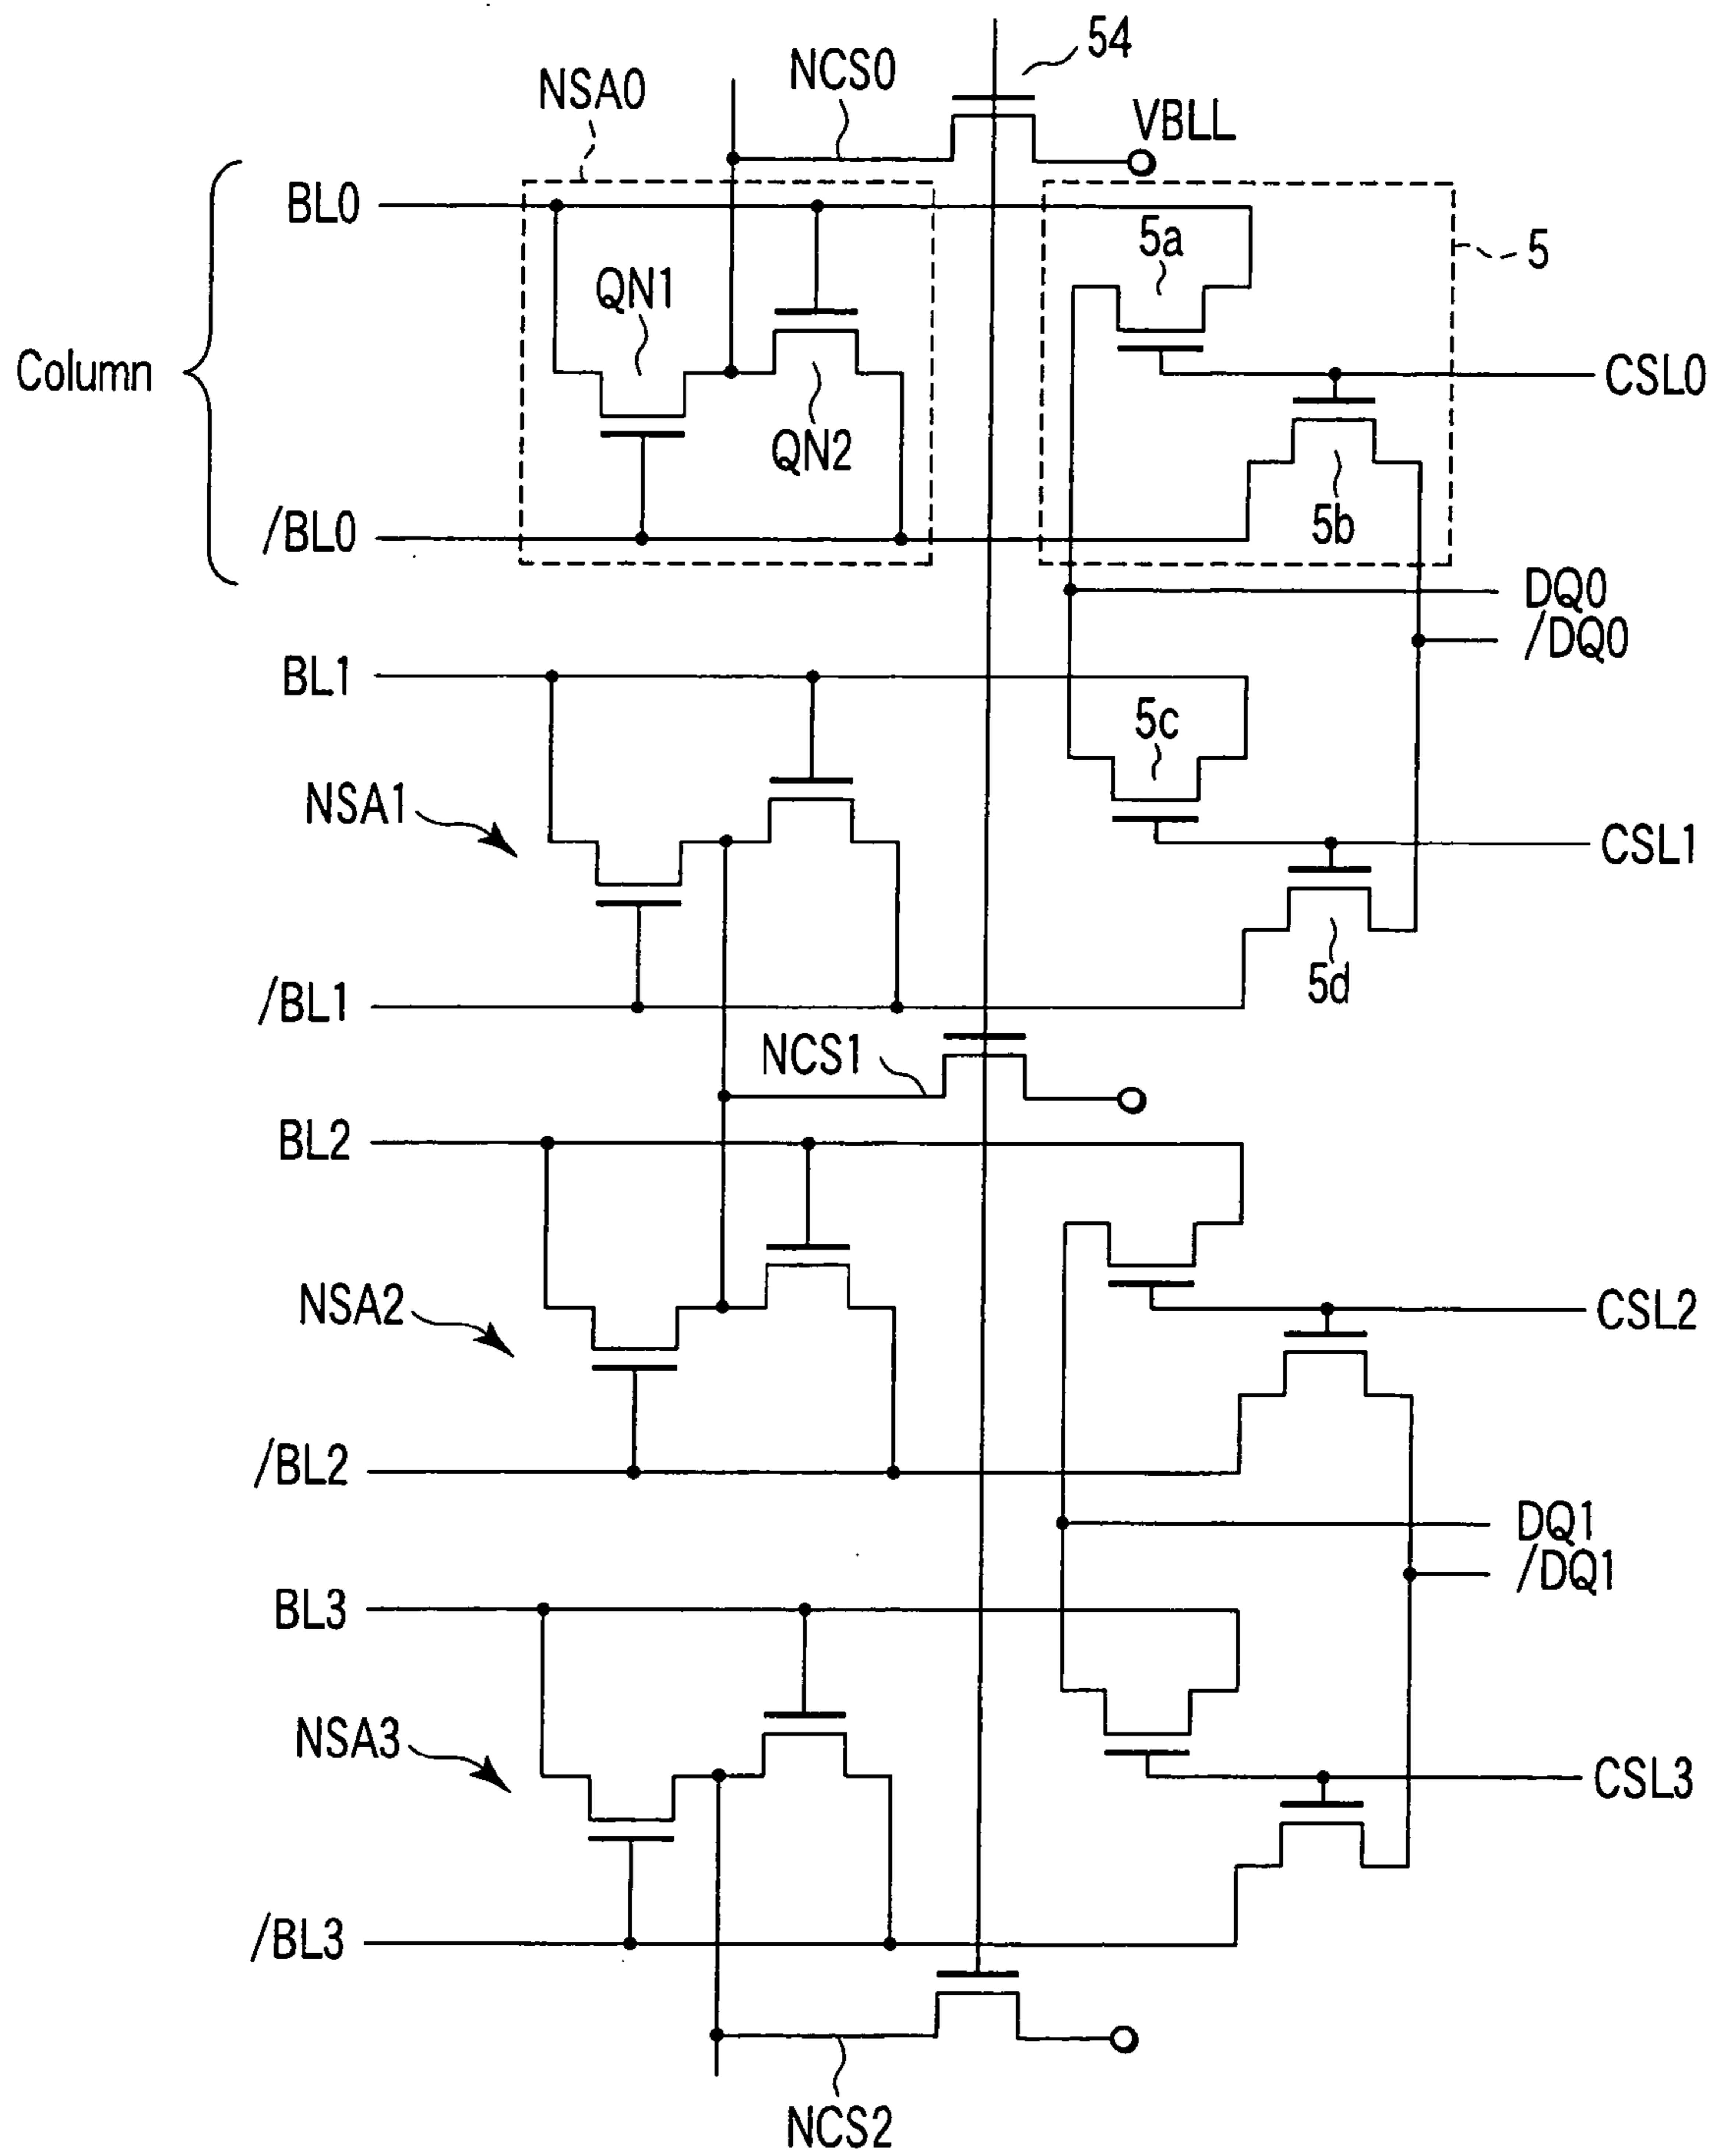 54
NCS0
NSA0
VBLL
BL0
5a
5
QN1
Column
CSL0
QN2
5b
/BL0
DQ0
/DQ0
BL1
5c
NSA1
CSL1
5d
/BL1
NCS1
BL2
NSA2
CSL2
/BL2
DQ1
/DQ1
BL3
NSA3
CSL3
/BL3
NCS2